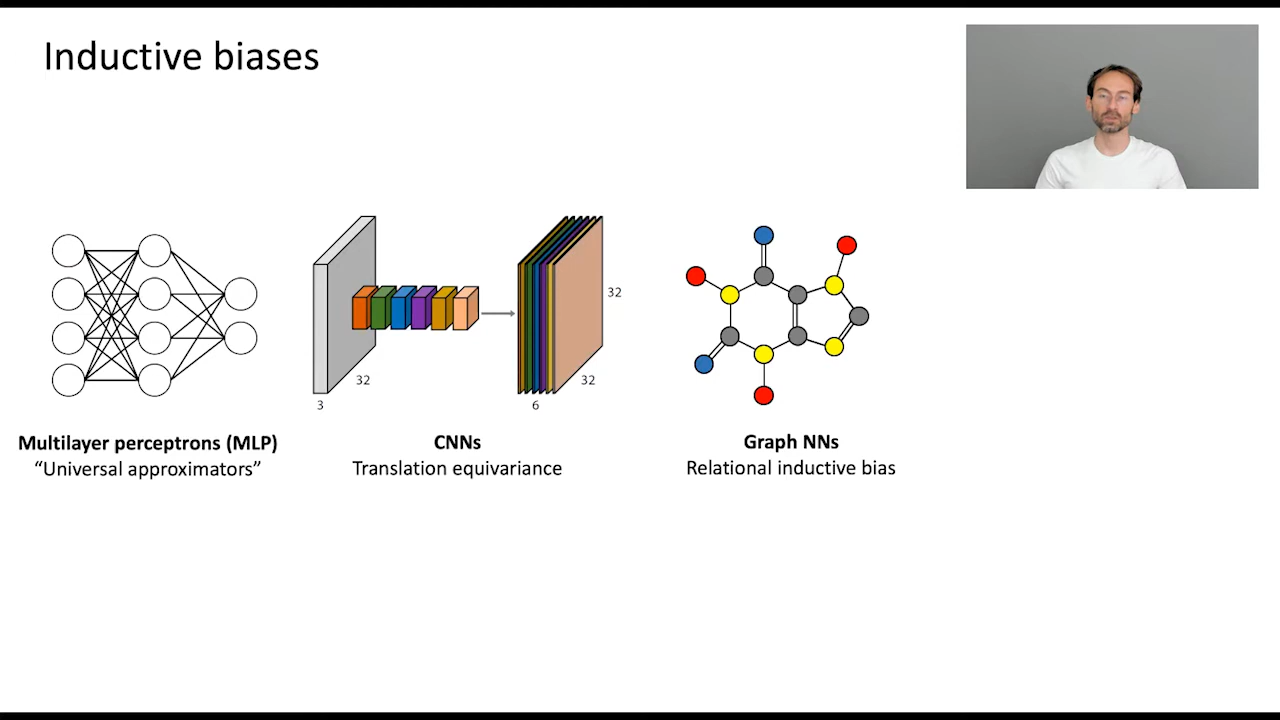 Inductive biases
32
3
32
32
6
Multilayer perceptrons (MLP)
“Universal approximators”
CNNs
Translation equivariance
Graph NNs
Relational inductive bias